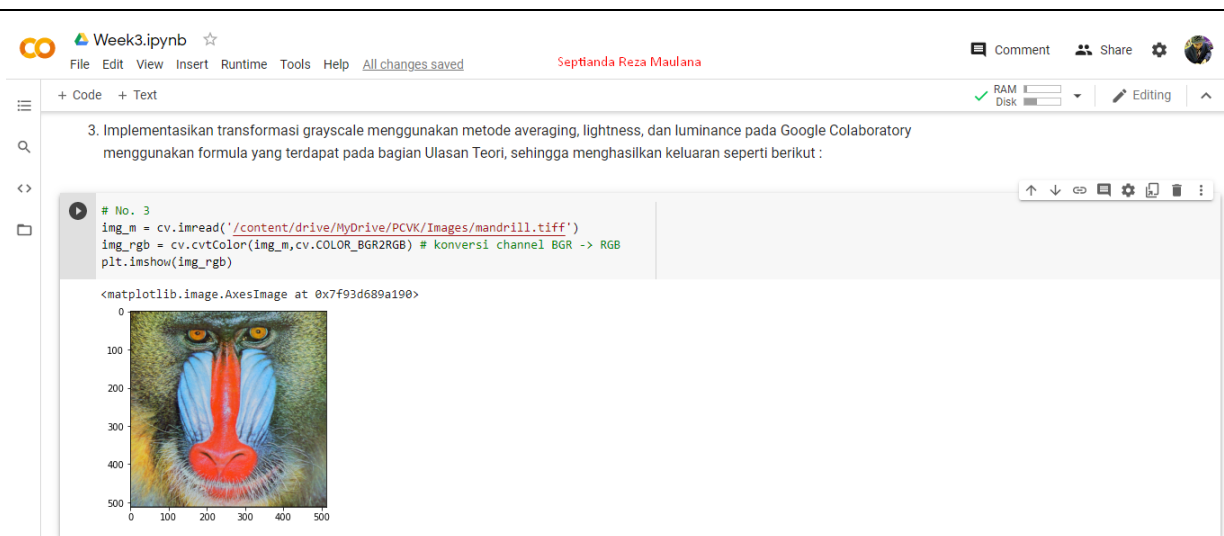 CO Week3.ipynb
File Edit View Insert Runtime Tools Help All changes saved
Septianda Reza Maulana
Comment Share
+ Code + Text
RAM
Disk
Editing
3. Implementasikan transformasi grayscale menggunakan metode averaging, lightness, dan luminance pada Google Colaboratory
menggunakan formula yang terdapat pada bagian Ulasan Teori, sehingga menghasilkan keluaran seperti berikut :
# No. 3
img_m = cv.imread('/content/drive/MyDrive/PCVK/Images/mandrill.tiff')
img_rgb = cv.cvtColor(img_m,cv.COLOR_BGR2RGB) # konversi channel BGR -> RGB
plt.imshow(img_rgb)
<matplotlib.image.AxesImage at 0x7f93d689a190>
0
100
200
300
400
500
0 100 200 300 400 500